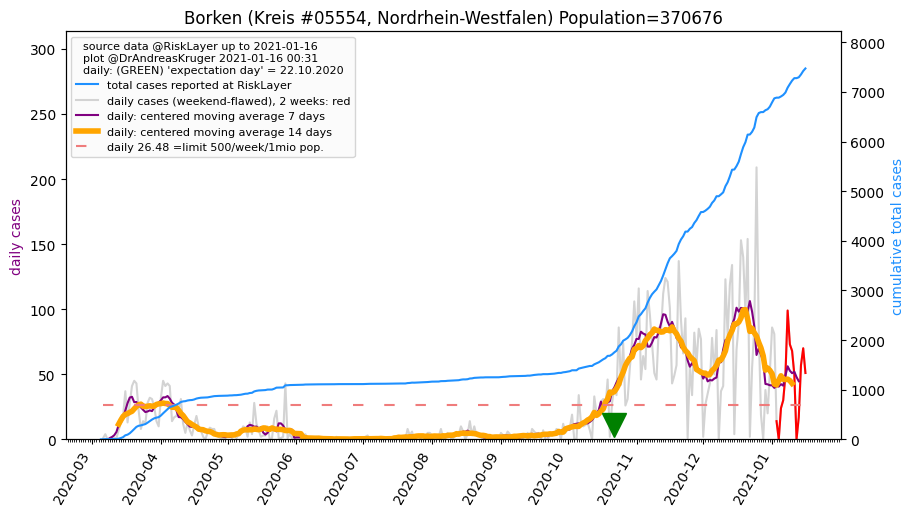 Borken (Kreis #05554, Nordrhein-Westfalen) Population=370676
source data @RiskLayer up to 2021-01-16
plot @DrAndreasKruger 2021-01-16 00:31
daily: (GREEN) 'expectation day' = 22.10.2020
total cases reported at RiskLayer
daily cases (weekend-flawed), 2 weeks: red
daily: centered moving average 7 days
daily: centered moving average 14 days
daily 26.48 =limit 500/week/1mio pop.
daily cases
300
250
200
150
100
50
0
cumulative total cases
8000
7000
6000
5000
4000
3000
2000
1000
0
2020-03
2020-04
2020-05
2020-06
2020-07
2020-08
2020-09
2020-10
2020-11
2020-12
2021-01